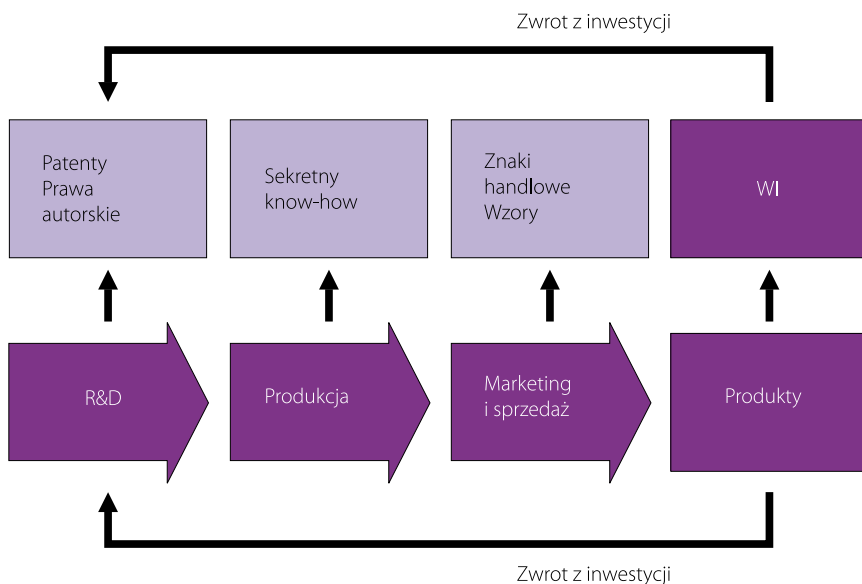 Zwrot z inwestycji
Patenty
Prawa
autorskie
Sekretny
know-how
Znaki
handlowe
Wzory
WI
R&D
Produkcja
Marketing
i sprzedaż
Produkty
Zwrot z inwestycji